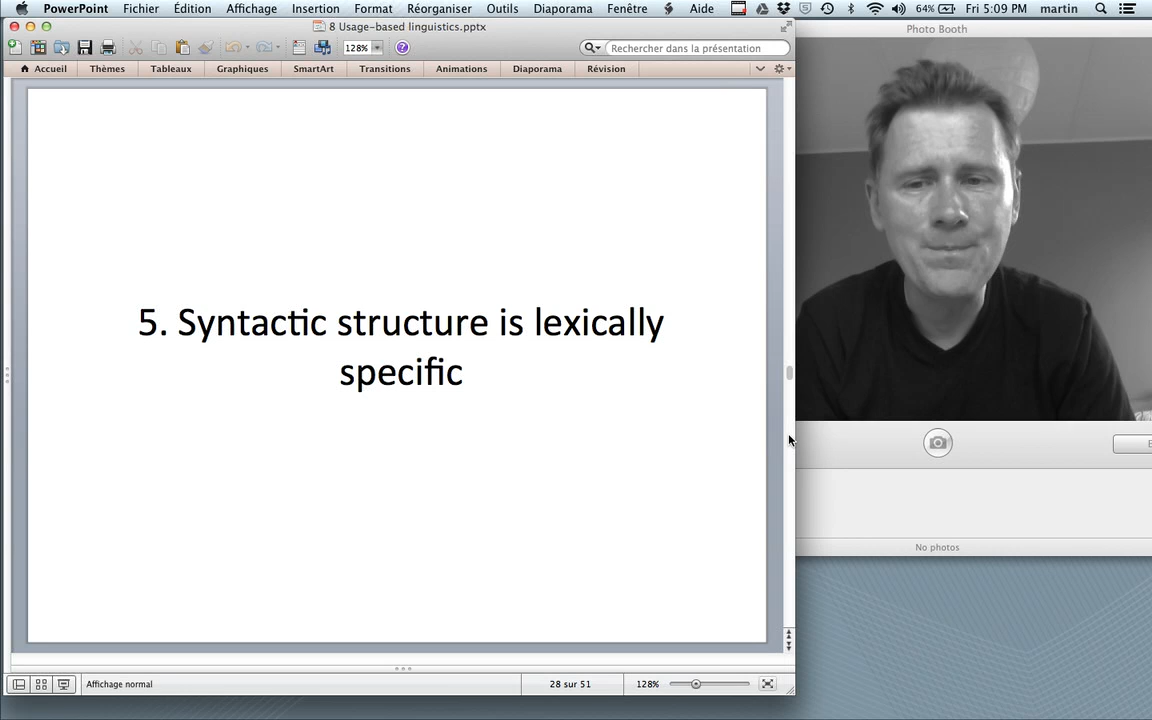 PowerPoint Fichier Édition Affichage Insertion Format Réorganiser Outils Diaporama Fenêtre Aide 64% Fri 5:09 PM martin
8 Usage-based linguistics.pptx
128% Rechercher dans la présentation
Accueil Thèmes Tableaux Graphiques SmartArt Transitions Animations Diaporama Révision
5. Syntactic structure is lexically
specific
Affichage normal 28 sur 51 128%
Photo Booth
No photos